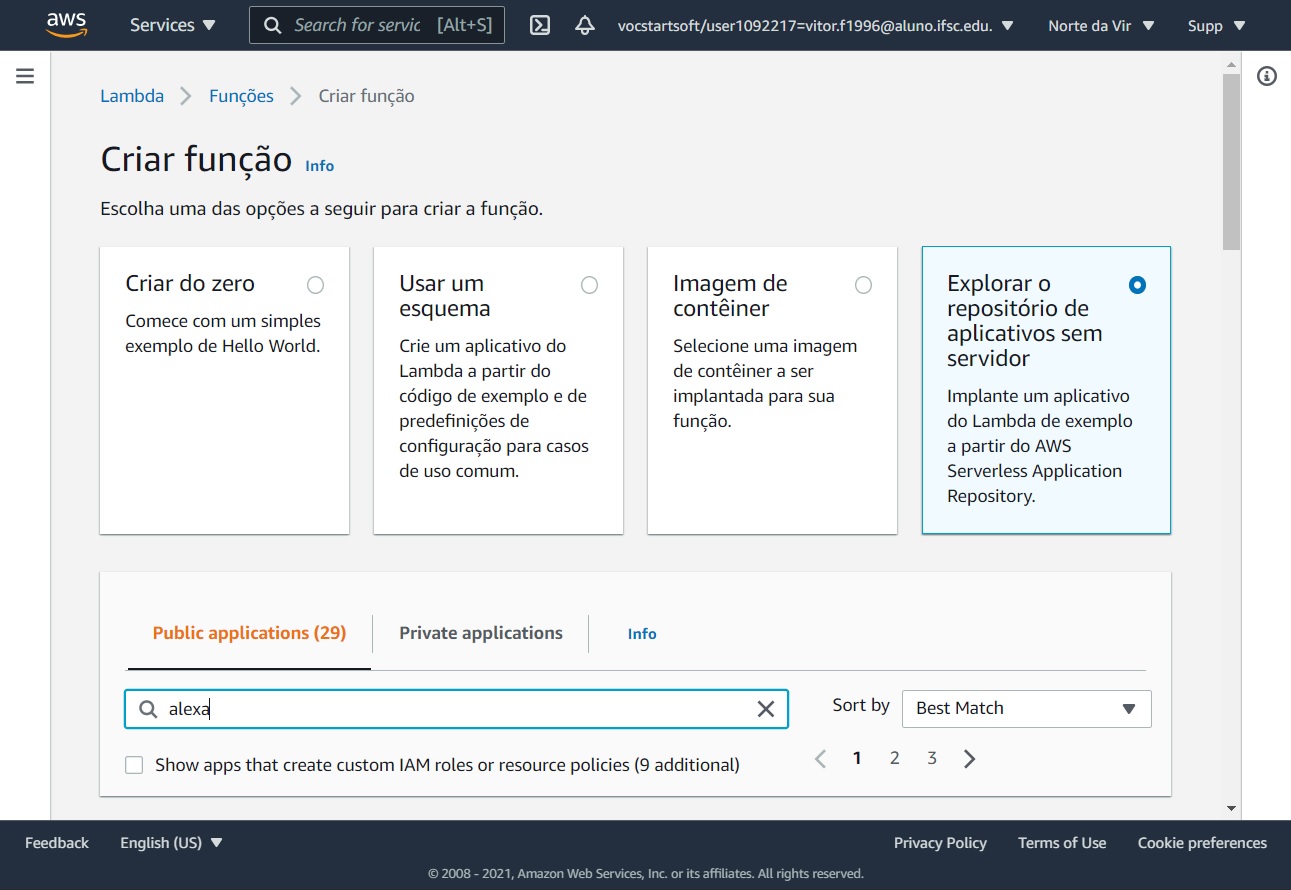 aws
Services
Search for servic [Alt+S]
vocstartsoft/user1092217=vitor.f1996@aluno.ifsc.edu.
Norte da Vir
Supp
Lambda
Funções
Criar função
Criar função Info
Escolha uma das opções a seguir para criar a função.
Criar do zero
Comece com um simples
exemplo de Hello World.
Usar um
esquema
Crie um aplicativo do
Lambda a partir do
código de exemplo e de
predefinições de
configuração para casos
de uso comum.
Imagem de
contêiner
Selecione uma imagem
de contêiner a ser
implantada para sua
função.
Explorar o
repositório de
aplicativos sem
servidor
Implante um aplicativo
do Lambda de exemplo
a partir do AWS
Serverless Application
Repository.
Public applications (29)
Private applications
Info
alexa
Sort by
Best Match
Show apps that create custom IAM roles or resource policies (9 additional)
1 2 3
Feedback
English (US)
Privacy Policy
Terms of Use
Cookie preferences
© 2008 - 2021, Amazon Web Services, Inc. or its affiliates. All rights reserved.